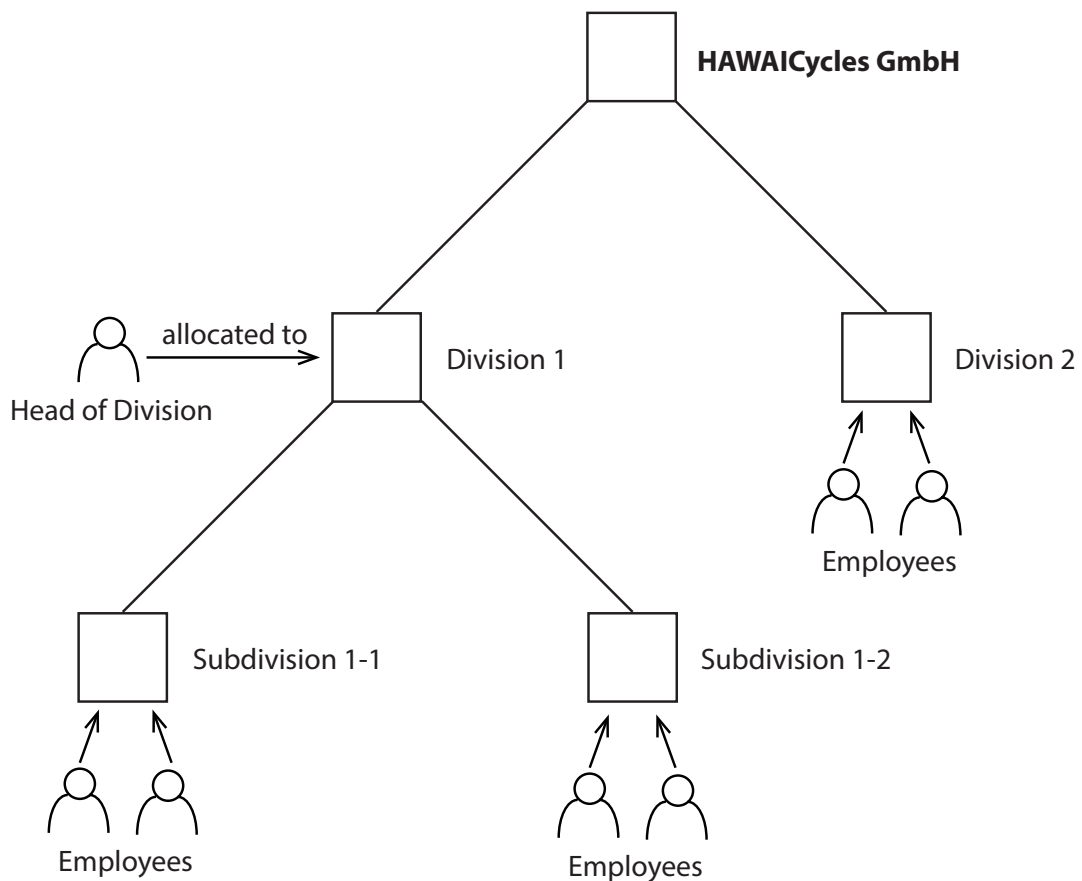 HAWAICycles GmbH
allocated to
Head of Division
Division 1
Division 2
Employees
Subdivision 1-1
Subdivision 1-2
Employees
Employees